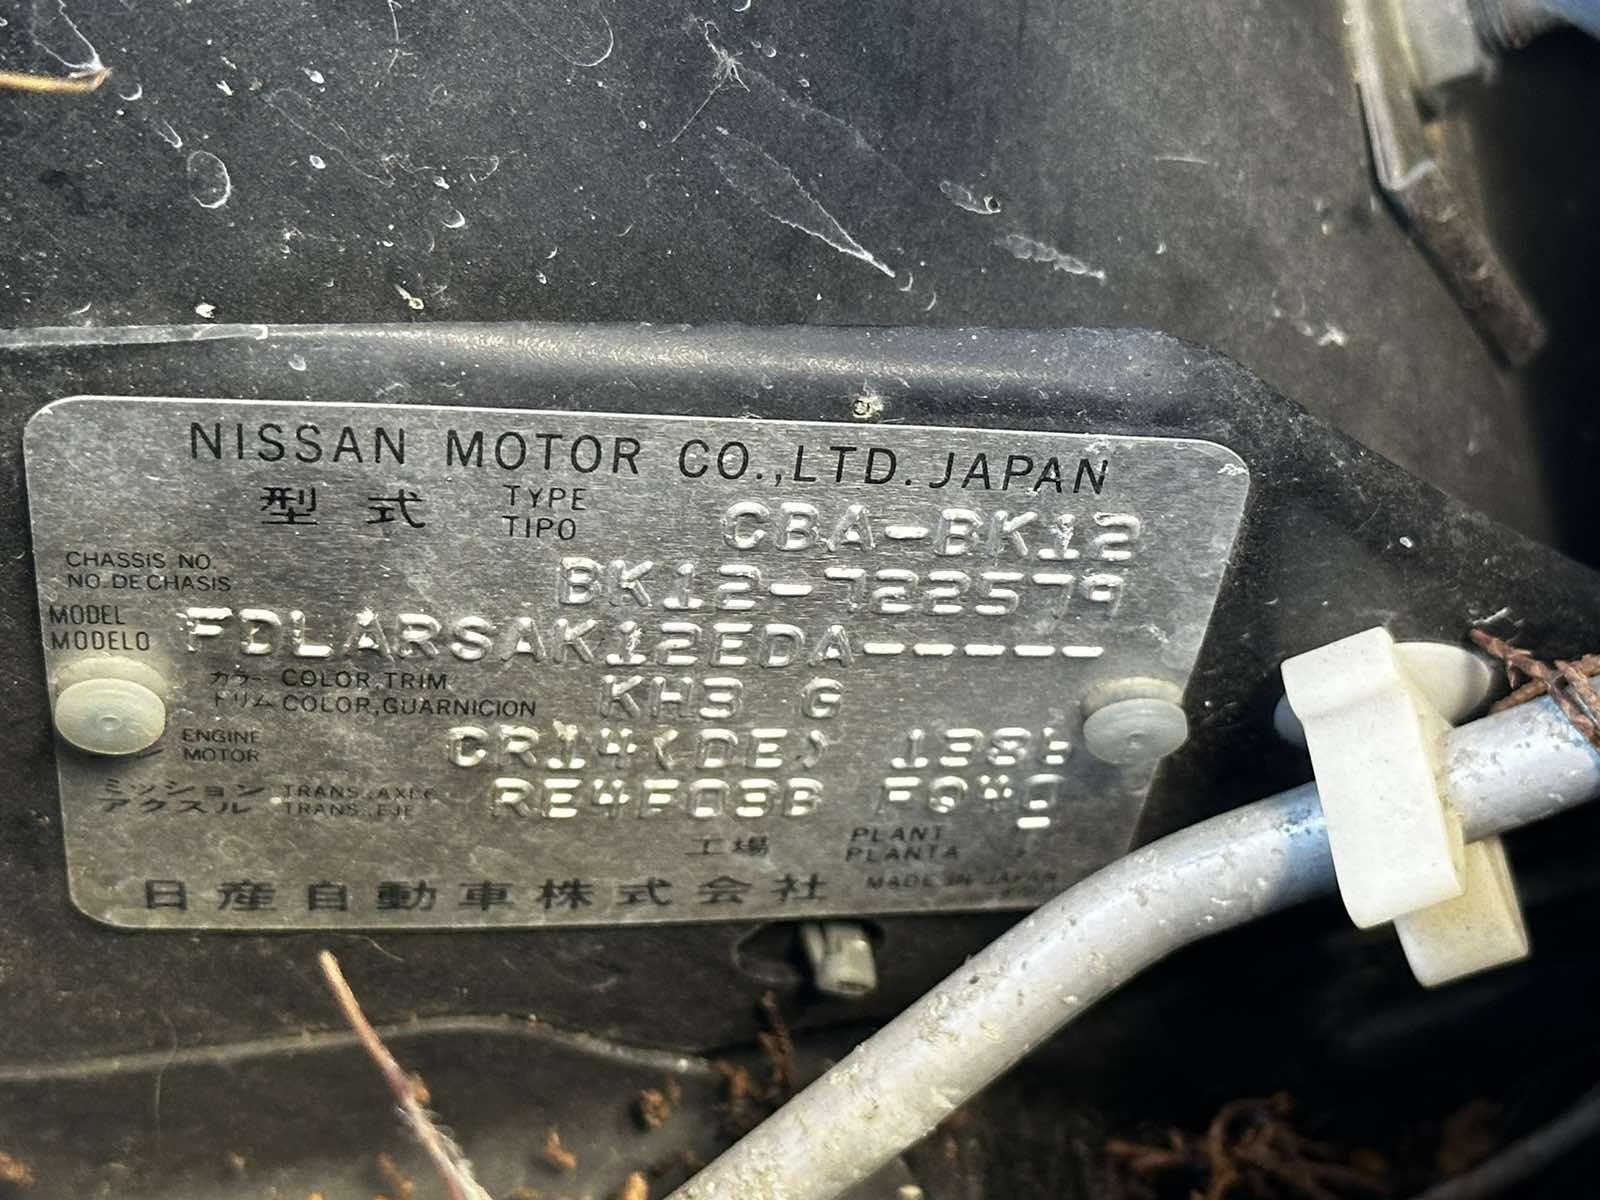 NISSAN MOTOR CO.,LTD. JAPAN
型式 TYPE CBA-BK12
TIPO
CHASSIS NO. BK12-722579
NO. DE CHASIS
MODEL FDLARSAK12EDA-----
MODELO
カラー COLOR,TRIM KH3 G
トリム COLOR,GUARNICION
ENGINE CR14(DE) 1386
MOTOR
ミッション TRANS.,AXLE RE4F03B FQ40
アクスル TRANS.,EJE
工場 PLANT
PLANTA
日産自動車株式会社 MADE IN JAPAN